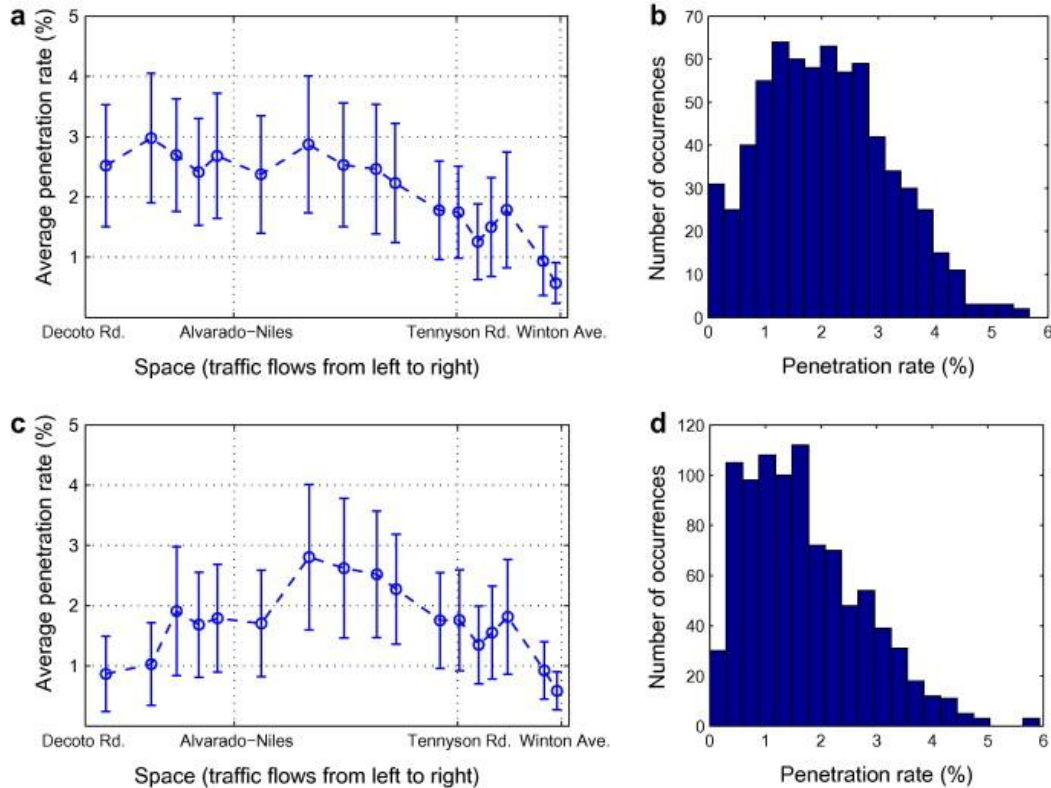 a
Average penetration rate (%)
5
4
3
2
1
Decoto Rd.
Alvarado−Niles
Tennyson Rd.
Winton Ave.
Space (traffic flows from left to right)
b
Number of occurrences
70
60
50
40
30
20
10
0
0 1 2 3 4 5 6
Penetration rate (%)
c
Average penetration rate (%)
5
4
3
2
1
Decoto Rd.
Alvarado−Niles
Tennyson Rd.
Winton Ave.
Space (traffic flows from left to right)
d
Number of occurrences
120
100
80
60
40
20
0
0 1 2 3 4 5 6
Penetration rate (%)